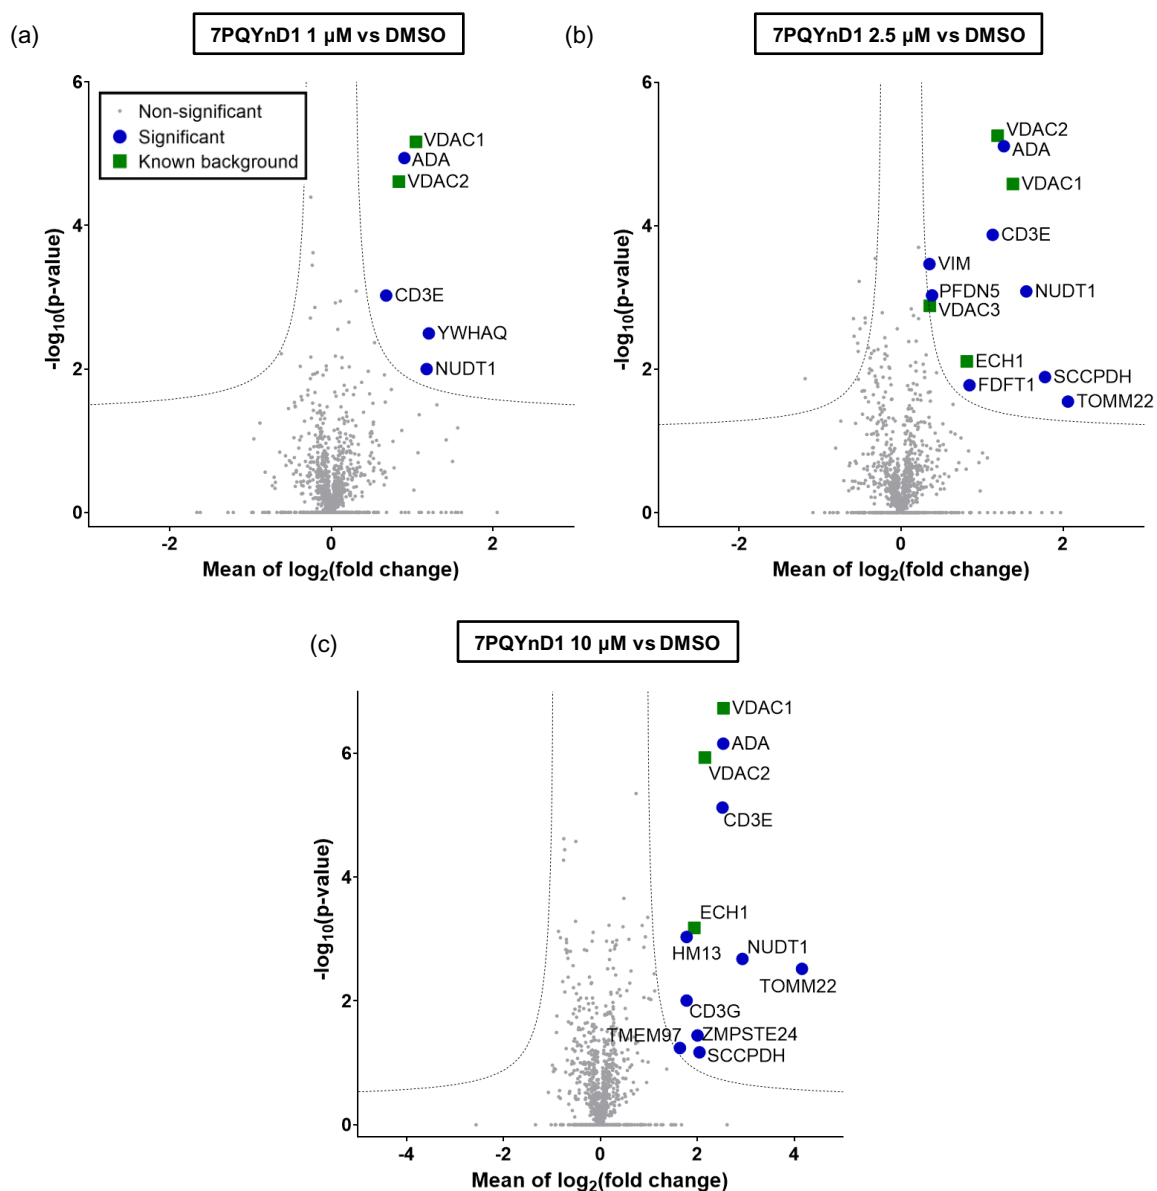 (a)
7PQYnD1 1 µM vs DMSO
6
4
2
0
-log10(p-value)
Non-significant
Significant
Known background
VDAC1
ADA
VDAC2
CD3E
YWHAQ
NUDT1
-2
0
2
Mean of log2(fold change)
(b)
7PQYnD1 2.5 µM vs DMSO
6
4
2
0
-log10(p-value)
VDAC2
ADA
VDAC1
CD3E
VIM
PFDN5
NUDT1
VDAC3
ECH1
SCCPDH
FDFT1
TOMM22
-2
0
2
Mean of log2(fold change)
(c)
7PQYnD1 10 µM vs DMSO
6
4
2
0
-log10(p-value)
VDAC1
ADA
VDAC2
CD3E
ECH1
HM13
NUDT1
TOMM22
CD3G
TMEM97
ZMPSTE24
SCCPDH
-4
-2
0
2
4
Mean of log2(fold change)